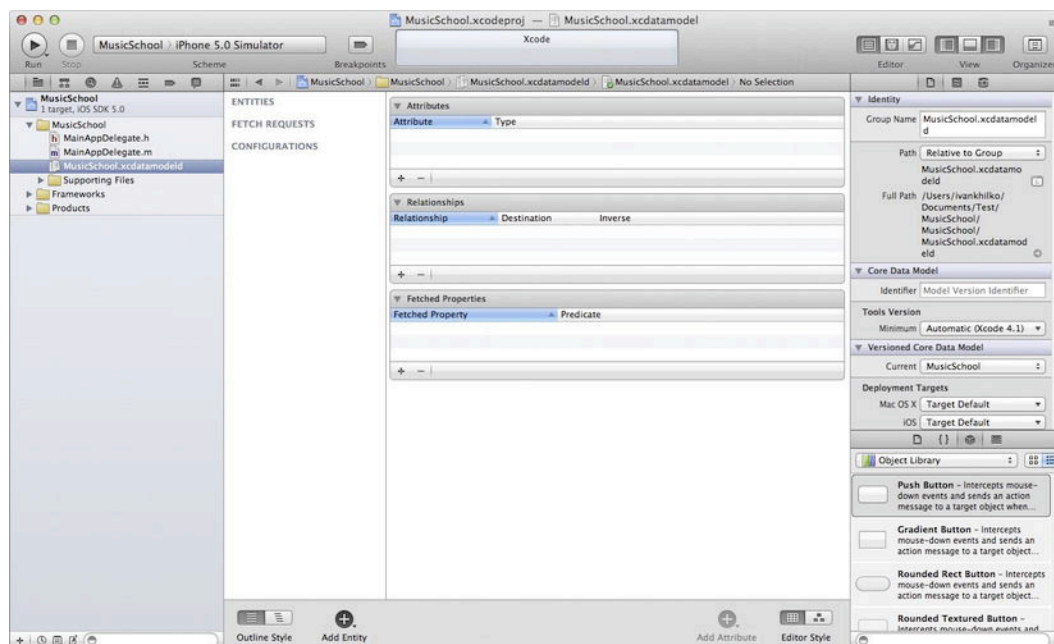 MusicSchool.xcodeproj — MusicSchool.xcdatamodel
MusicSchool iPhone 5.0 Simulator
Xcode
Run Stop Scheme Breakpoints Editor View Organizer
MusicSchool MusicSchool MusicSchool.xcdatamodeld MusicSchool.xcdatamodel No Selection
MusicSchool
1 target, iOS SDK 5.0
MusicSchool
MainAppDelegate.h
MainAppDelegate.m
MusicSchool.xcdatamodeld
Supporting Files
Frameworks
Products
ENTITIES
FETCH REQUESTS
CONFIGURATIONS
Attributes
Attribute Type
Relationships
Relationship Destination Inverse
Fetched Properties
Fetched Property Predicate
Outline Style Add Entity Add Attribute Editor Style
Identity
Group Name MusicSchool.xcdatamodel
d
Path Relative to Group
MusicSchool.xcdatamo
deld
Full Path /Users/ivankhilko/
Documents/Test/
MusicSchool/
MusicSchool/
MusicSchool.xcdatamod
eld
Core Data Model
Identifier Model Version Identifier
Tools Version
Minimum Automatic (Xcode 4.1)
Versioned Core Data Model
Current MusicSchool
Deployment Targets
Mac OS X Target Default
iOS Target Default
Object Library
Push Button - Intercepts mouse-
down events and sends an action
message to a target object when...
Gradient Button - Intercepts
mouse-down events and sends an
action message to a target object...
Rounded Rect Button - Intercepts
mouse-down events and sends an
action message to a target object...
Rounded Textured Button -
Intercepts mouse-down events and